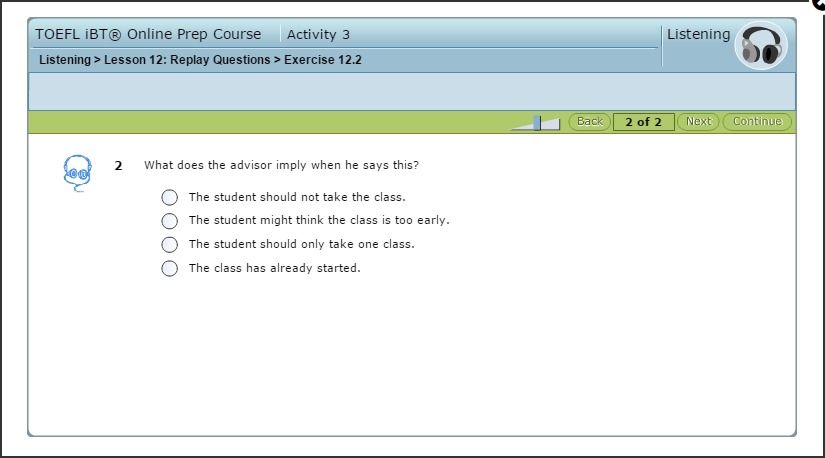 TOEFL iBT® Online Prep Course Activity 3 Listening
Listening > Lesson 12: Replay Questions > Exercise 12.2
Back 2 of 2 Next Continue
2 What does the advisor imply when he says this?
The student should not take the class.
The student might think the class is too early.
The student should only take one class.
The class has already started.